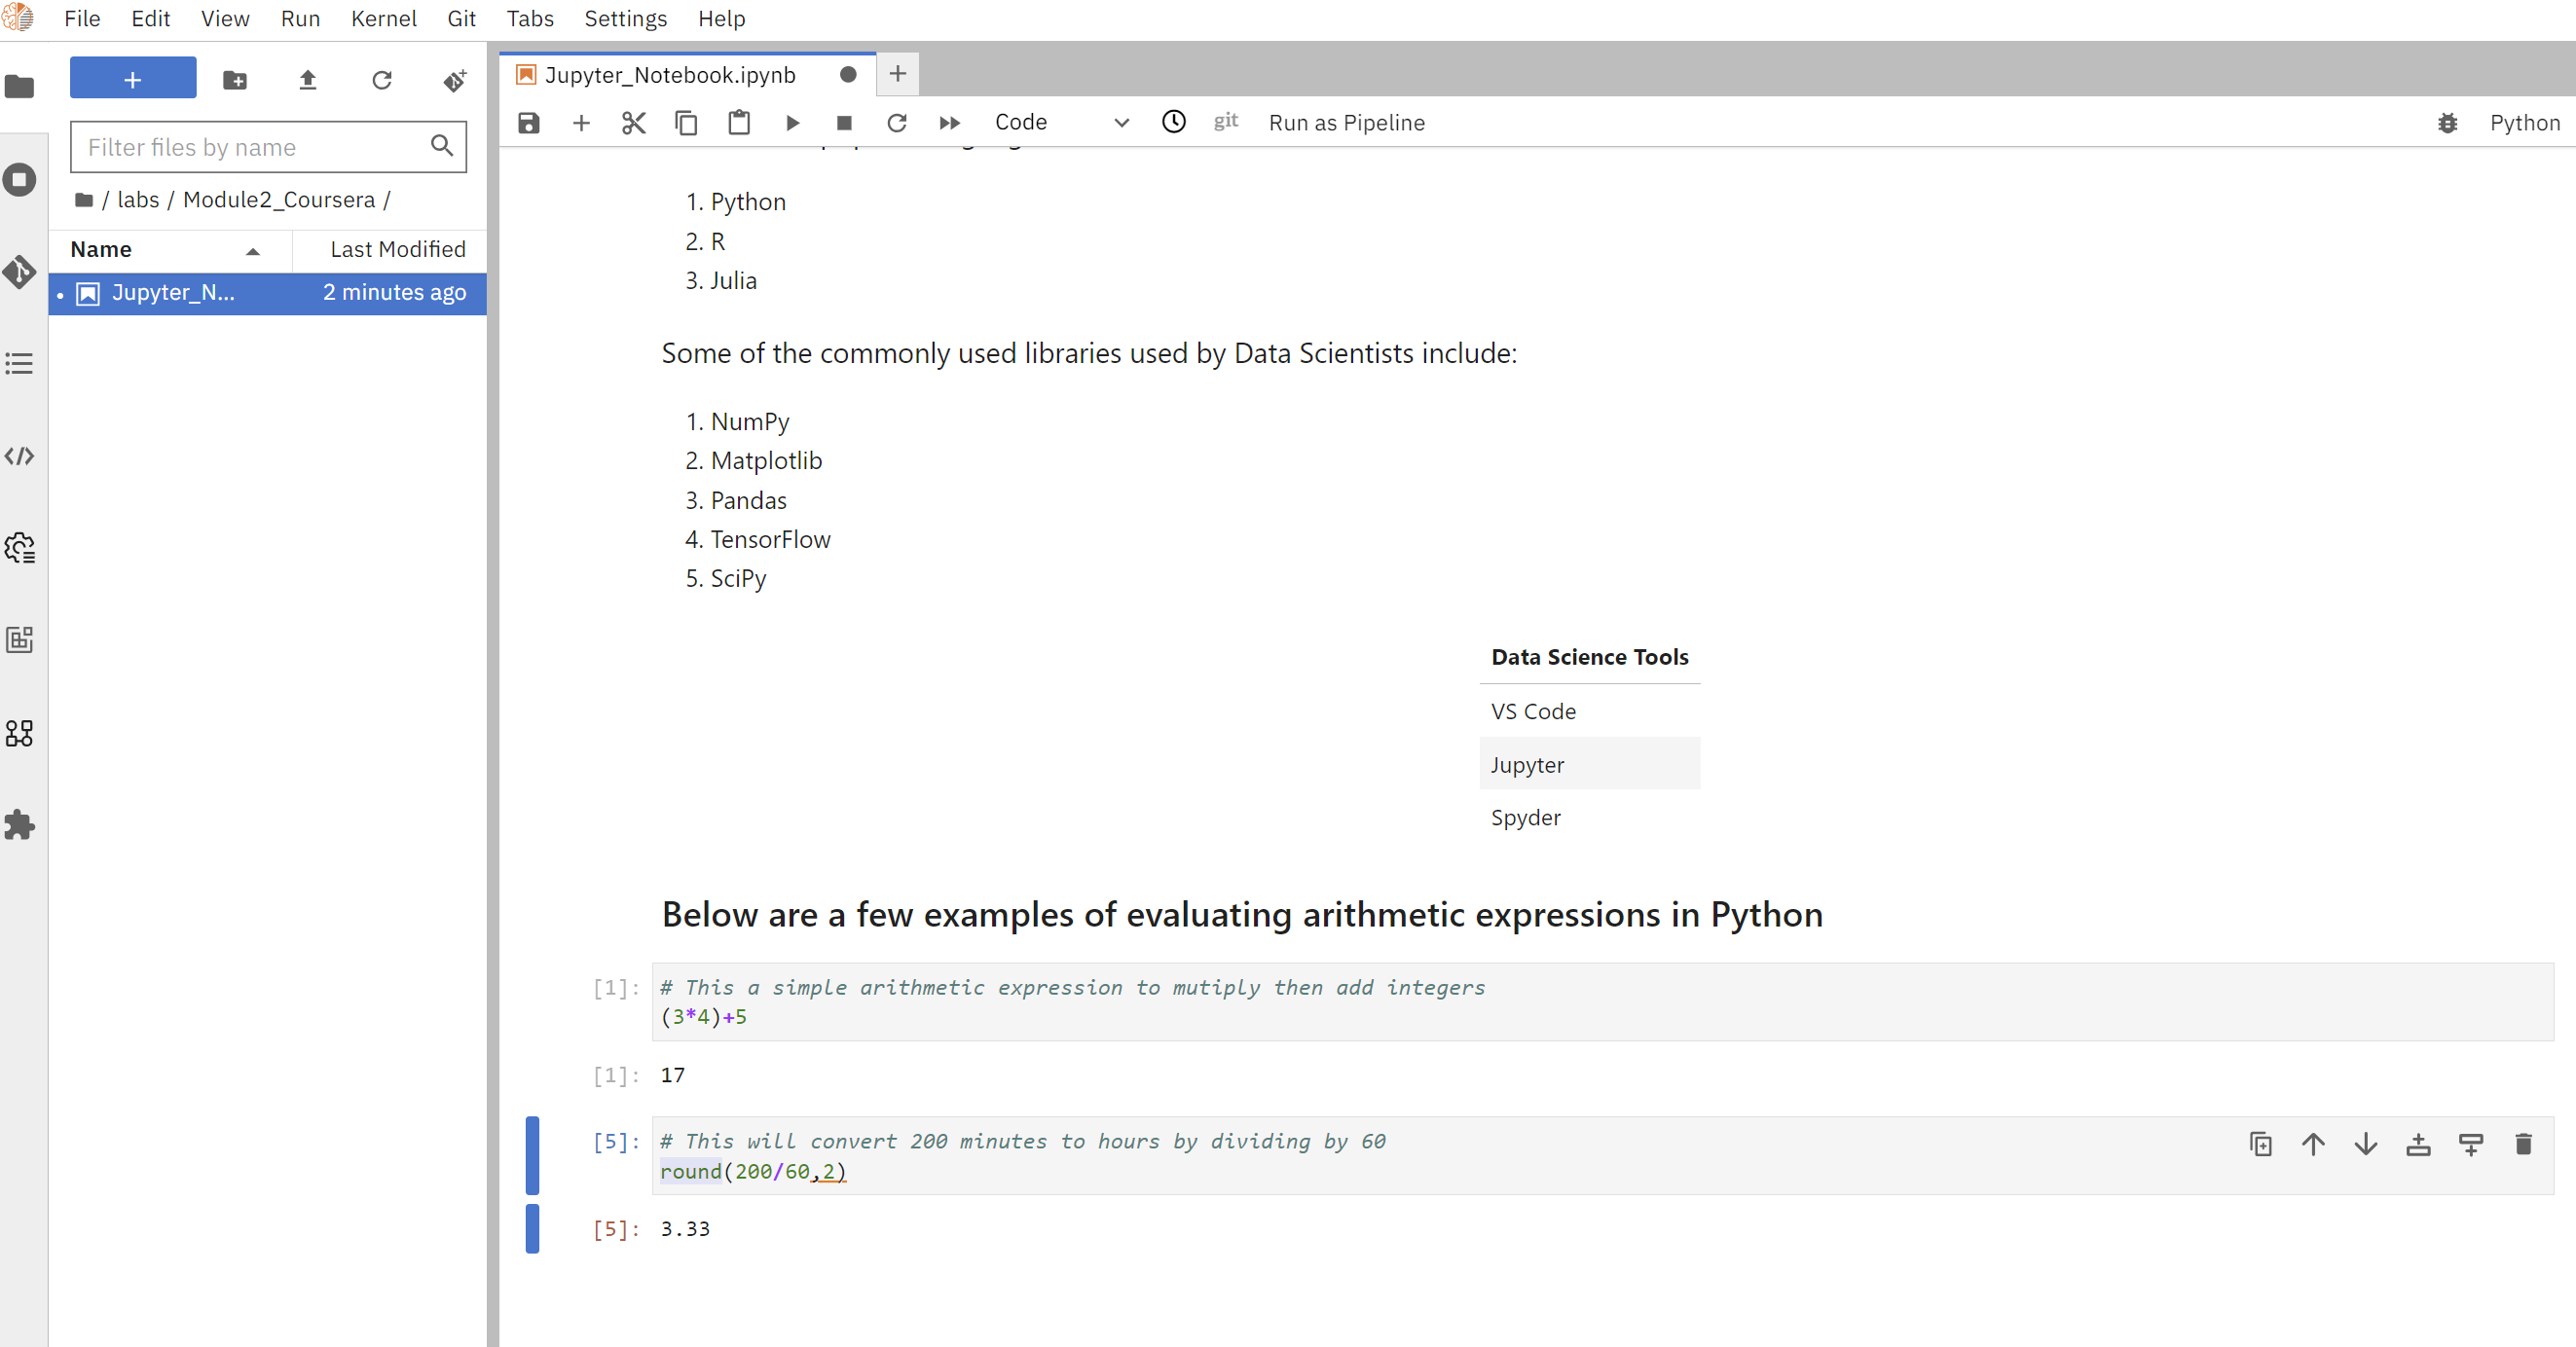 File Edit View Run Kernel Git Tabs Settings Help
Jupyter_Notebook.ipynb
Code git Run as Pipeline Python
Filter files by name
/ labs / Module2_Coursera /
Name Last Modified
Jupyter_N... 2 minutes ago
1. Python
2. R
3. Julia
Some of the commonly used libraries used by Data Scientists include:
1. NumPy
2. Matplotlib
3. Pandas
4. TensorFlow
5. SciPy
Data Science Tools
VS Code
Jupyter
Spyder
Below are a few examples of evaluating arithmetic expressions in Python
[1]: # This a simple arithmetic expression to mutiply then add integers
(3*4)+5
[1]: 17
[5]: # This will convert 200 minutes to hours by dividing by 60
round(200/60,2)
[5]: 3.33